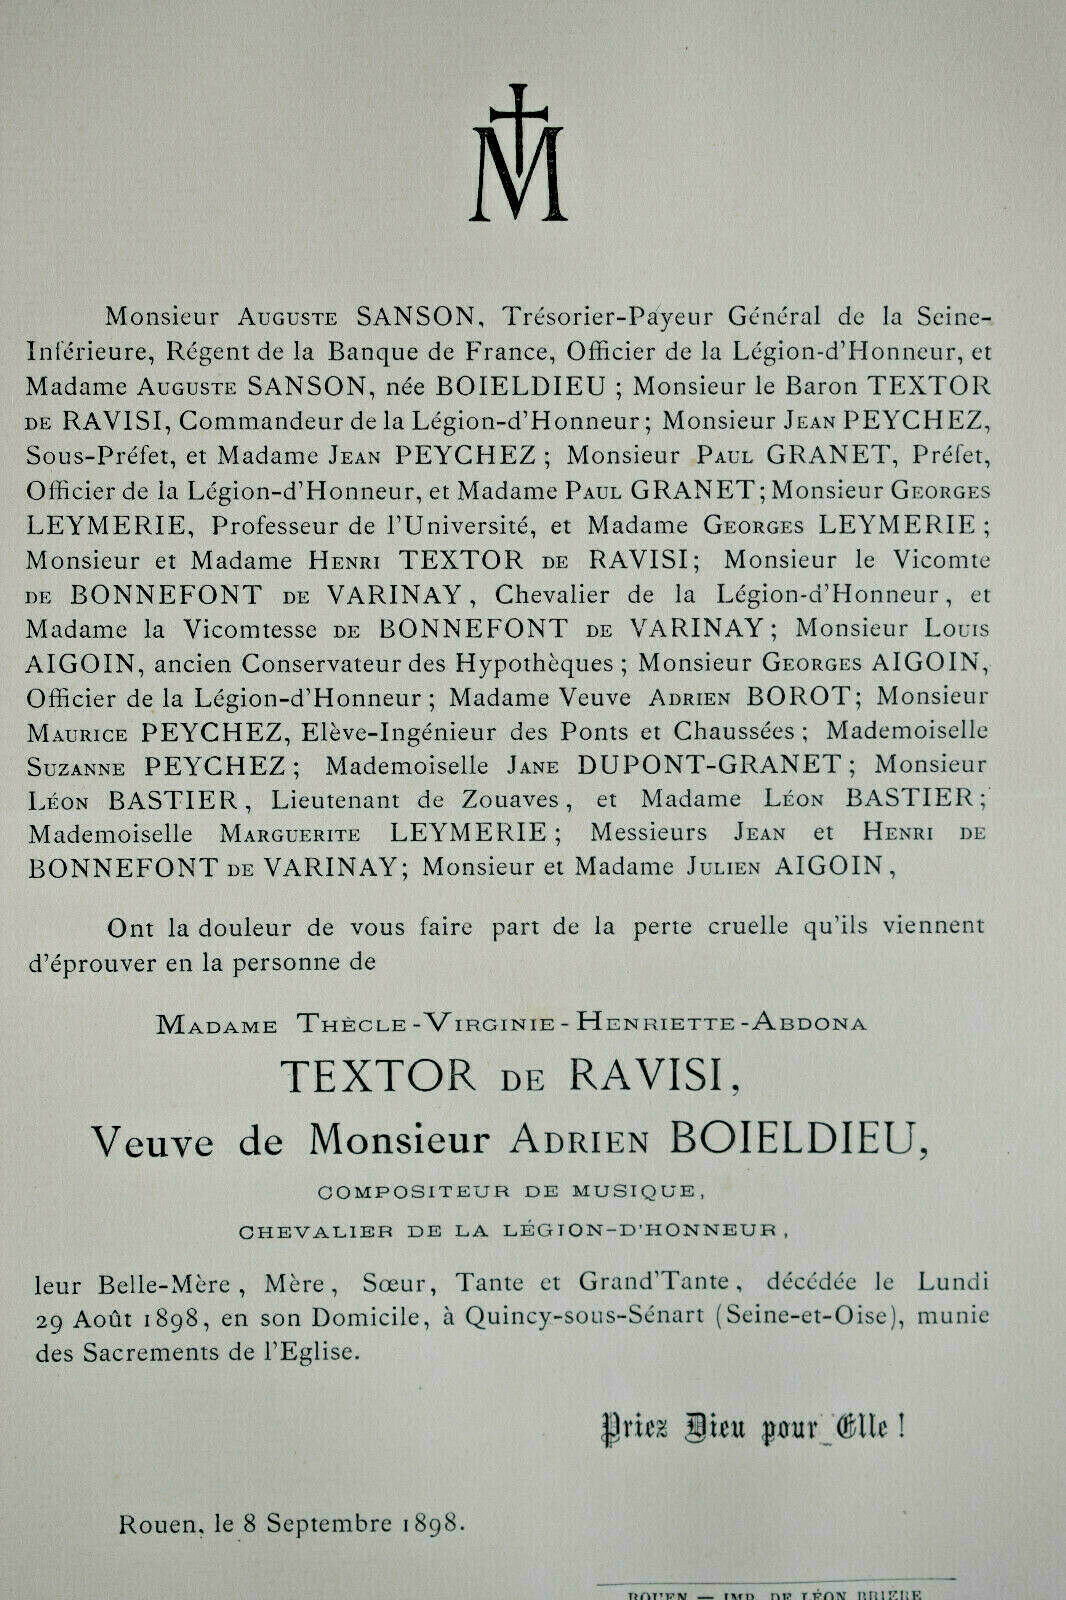 M
Monsieur AUGUSTE SANSON, Trésorier-Payeur Général de la Seine-
Inférieure, Régent de la Banque de France, Officier de la Légion-d'Honneur, et
Madame AUGUSTE SANSON, née BOIELDIEU ; Monsieur le Baron TEXTOR
DE RAVISI, Commandeur de la Légion-d'Honneur ; Monsieur JEAN PEYCHEZ,
Sous-Préfet, et Madame JEAN PEYCHEZ ; Monsieur PAUL GRANET, Préfet,
Officier de la Légion-d'Honneur, et Madame PAUL GRANET ; Monsieur GEORGES
LEYMERIE, Professeur de l'Université, et Madame GEORGES LEYMERIE ;
Monsieur et Madame HENRI TEXTOR DE RAVISI ; Monsieur le Vicomte
DE BONNEFONT DE VARINAY, Chevalier de la Légion-d'Honneur, et
Madame la Vicomtesse DE BONNEFONT DE VARINAY ; Monsieur LOUIS
AIGOIN, ancien Conservateur des Hypothèques ; Monsieur GEORGES AIGOIN,
Officier de la Légion-d'Honneur ; Madame Veuve ADRIEN BOROT ; Monsieur
MAURICE PEYCHEZ, Elève-Ingénieur des Ponts et Chaussées ; Mademoiselle
SUZANNE PEYCHEZ ; Mademoiselle JANE DUPONT-GRANET ; Monsieur
LÉON BASTIER, Lieutenant de Zouaves, et Madame LÉON BASTIER ;
Mademoiselle MARGUERITE LEYMERIE ; Messieurs JEAN et HENRI DE
BONNEFONT DE VARINAY ; Monsieur et Madame JULIEN AIGOIN,
Ont la douleur de vous faire part de la perte cruelle qu'ils viennent
d'éprouver en la personne de
MADAME THÈCLE-VIRGINIE-HENRIETTE-ABDONA
TEXTOR DE RAVISI,
Veuve de Monsieur ADRIEN BOIELDIEU,
COMPOSITEUR DE MUSIQUE,
CHEVALIER DE LA LÉGION-D'HONNEUR,
leur Belle-Mère, Mère, Sœur, Tante et Grand'Tante, décédée le Lundi
29 Août 1898, en son Domicile, à Quincy-sous-Sénart (Seine-et-Oise), munie
des Sacrements de l'Eglise.
Priez Dieu pour Elle !
Rouen, le 8 Septembre 1898.
ROUEN — IMP. DE LÉON BRIÈRE